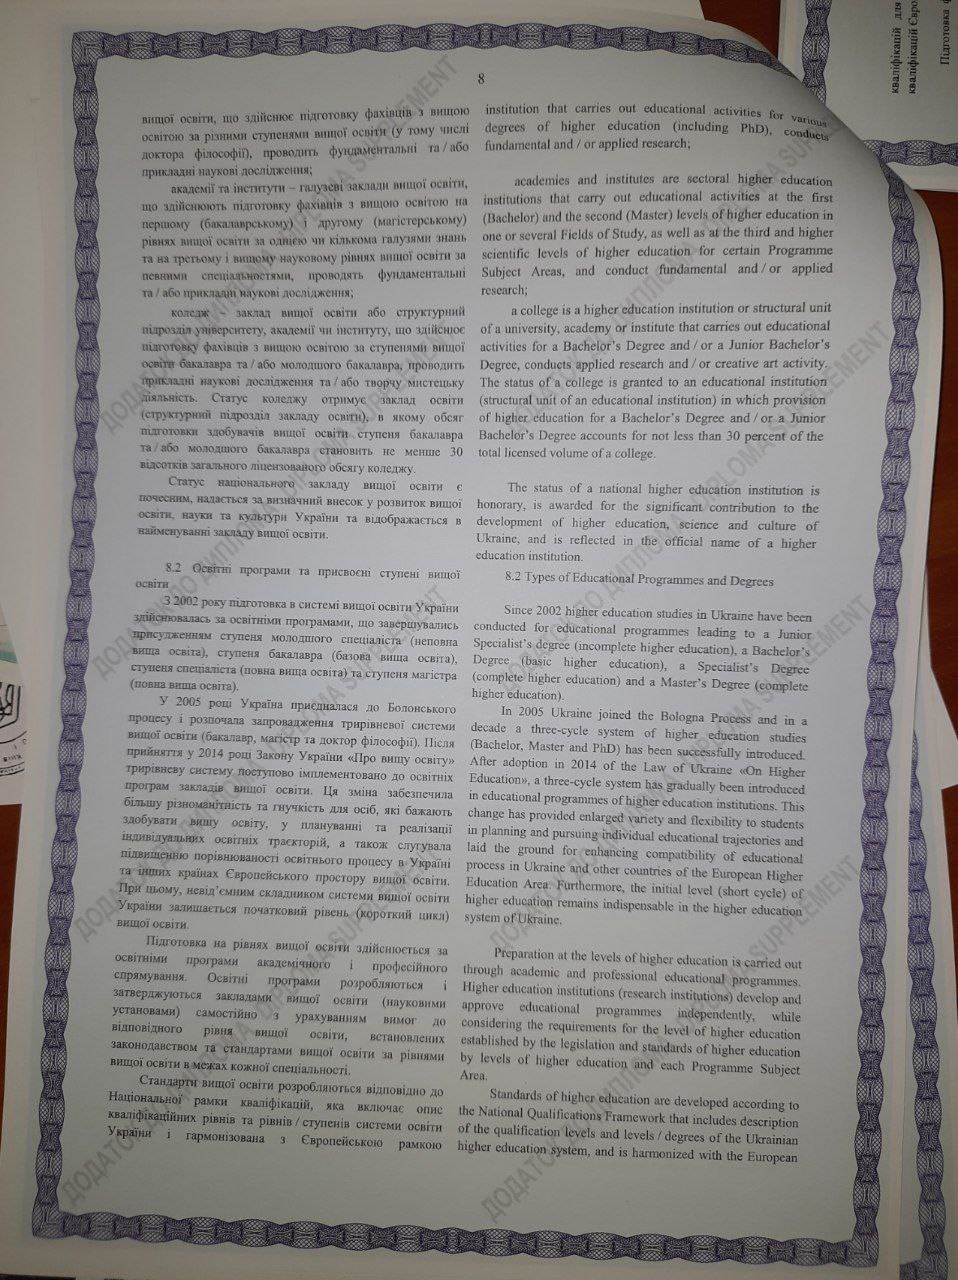 8
вищої освіти, що здійснює підготовку фахівців з вищою
освітою за різними ступенями вищої освіти (у тому числі
доктора філософії), проводить фундаментальні та / або
прикладні наукові дослідження;
академії та інститути – галузеві заклади вищої освіти,
що здійснюють підготовку фахівців з вищою освітою на
першому (бакалаврському) і другому (магістерському)
рівнях вищої освіти за однією чи кількома галузями знань
та на третьому і вищому науковому рівнях вищої освіти за
певними спеціальностями, проводять фундаментальні
та / або прикладні наукові дослідження;
коледж – заклад вищої освіти або структурний
підрозділ університету, академії чи інституту, що здійснює
підготовку фахівців з вищою освітою за ступенями вищої
освіти бакалавра та / або молодшого бакалавра, проводить
прикладні наукові дослідження та / або творчу мистецьку
діяльність. Статус коледжу отримує заклад освіти
(структурний підрозділ закладу освіти), в якому обсяг
підготовки здобувачів вищої освіти ступеня бакалавра
та / або молодшого бакалавра становить не менше 30
відсотків загального ліцензованого обсягу коледжу.
Статус національного закладу вищої освіти є
почесним, надається за визначний внесок у розвиток вищої
освіти, науки та культури України та відображається в
найменуванні закладу вищої освіти.
8.2 Освітні програми та присвоєні ступені вищої
освіти
З 2002 року підготовка в системі вищої освіти України
здійснювалась за освітніми програмами, що завершувались
присудженням ступеня молодшого спеціаліста (неповна
вища освіта), ступеня бакалавра (базова вища освіта),
ступеня спеціаліста (повна вища освіта) та ступеня магістра
(повна вища освіта).
У 2005 році Україна приєдналася до Болонського
процесу і розпочала запровадження трирівневої системи
вищої освіти (бакалавр, магістр та доктор філософії). Після
прийняття у 2014 році Закону України «Про вищу освіту»
трирівневу систему поступово імплементовано до освітніх
програм закладів вищої освіти. Ця зміна забезпечила
більшу різноманітність та гнучкість для осіб, які бажають
здобувати вищу освіту, у плануванні та реалізації
індивідуальних освітніх траєкторій, а також слугувала
підвищенню порівнюваності освітнього процесу в Україні
та інших країнах Європейського простору вищої освіти.
При цьому, невід'ємним складником системи вищої освіти
України залишається початковий рівень (короткий цикл)
вищої освіти.
Підготовка на рівнях вищої освіти здійснюється за
освітніми програми академічного і професійного
спрямування. Освітні програми розробляються і
затверджуються закладами вищої освіти (науковими
установами) самостійно з урахуванням вимог до
відповідного рівня вищої освіти, встановлених
законодавством та стандартами вищої освіти за рівнями
вищої освіти в межах кожної спеціальності.
Стандарти вищої освіти розробляються відповідно до
Національної рамки кваліфікацій, яка включає опис
кваліфікаційних рівнів та рівнів / ступенів системи освіти
України і гармонізована з Європейською рамкою
institution that carries out educational activities for various
degrees of higher education (including PhD), conducts
fundamental and / or applied research;
academies and institutes are sectoral higher education
institutions that carry out educational activities at the first
(Bachelor) and the second (Master) levels of higher education in
one or several Fields of Study, as well as at the third and higher
scientific levels of higher education for certain Programme
Subject Areas, and conduct fundamental and / or applied
research;
a college is a higher education institution or structural unit
of a university, academy or institute that carries out educational
activities for a Bachelor's Degree and / or a Junior Bachelor's
Degree, conducts applied research and / or creative art activity.
The status of a college is granted to an educational institution
(structural unit of an educational institution) in which provision
of higher education for a Bachelor's Degree and / or a Junior
Bachelor's Degree accounts for not less than 30 percent of the
total licensed volume of a college.
The status of a national higher education institution is
honorary, is awarded for the significant contribution to the
development of higher education, science and culture of
Ukraine, and is reflected in the official name of a higher
education institution.
8.2 Types of Educational Programmes and Degrees
Since 2002 higher education studies in Ukraine have been
conducted for educational programmes leading to a Junior
Specialist's degree (incomplete higher education), a Bachelor's
Degree (basic higher education), a Specialist's Degree
(complete higher education) and a Master's Degree (complete
higher education).
In 2005 Ukraine joined the Bologna Process and in a
decade a three-cycle system of higher education studies
(Bachelor, Master and PhD) has been successfully introduced.
After adoption in 2014 of the Law of Ukraine «On Higher
Education», a three-cycle system has gradually been introduced
in educational programmes of higher education institutions. This
change has provided enlarged variety and flexibility to students
in planning and pursuing individual educational trajectories and
laid the ground for enhancing compatibility of educational
process in Ukraine and other countries of the European Higher
Education Area. Furthermore, the initial level (short cycle) of
higher education remains indispensable in the higher education
system of Ukraine.
Preparation at the levels of higher education is carried out
through academic and professional educational programmes.
Higher education institutions (research institutions) develop and
approve educational programmes independently, while
considering the requirements for the level of higher education
established by the legislation and standards of higher education
by levels of higher education and each Programme Subject
Area.
Standards of higher education are developed according to
the National Qualifications Framework that includes description
of the qualification levels and levels / degrees of the Ukrainian
higher education system, and is harmonized with the European
кваліфікацій для
кваліфікацій Євро
Підготовка